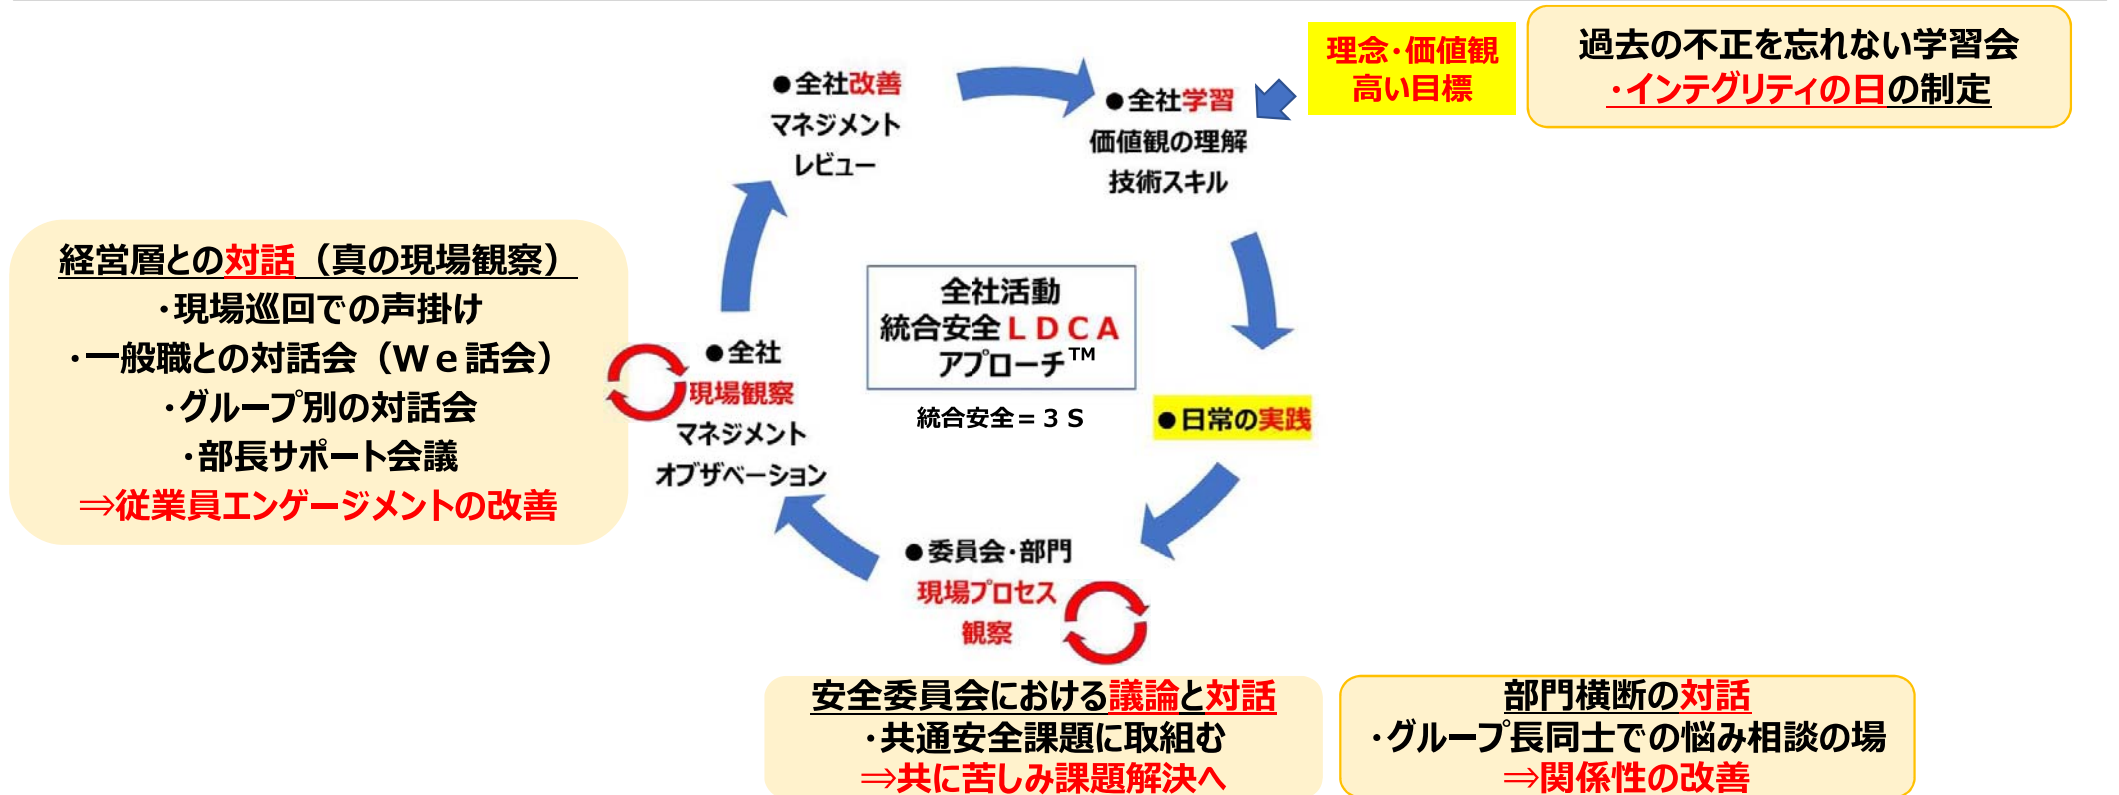 過去の不正を忘れない学習会
・インテグリティの日の制定
理念・価値観
高い目標
●全社改善
マネジメント
レビュー
●全社学習
価値観の理解
技術スキル
経営層との対話（真の現場観察）
・現場巡回での声掛け
・一般職との対話会（Ｗｅ話会）
・グループ別の対話会
・部長サポート会議
⇒従業員エンゲージメントの改善
全社活動
統合安全ＬＤＣＡ
アプローチ™
統合安全＝３Ｓ
●全社
現場観察
マネジメント
オブザベーション
●日常の実践
●委員会・部門
現場プロセス
観察
安全委員会における議論と対話
・共通安全課題に取組む
⇒共に苦しみ課題解決へ
部門横断の対話
・グループ長同士での悩み相談の場
⇒関係性の改善